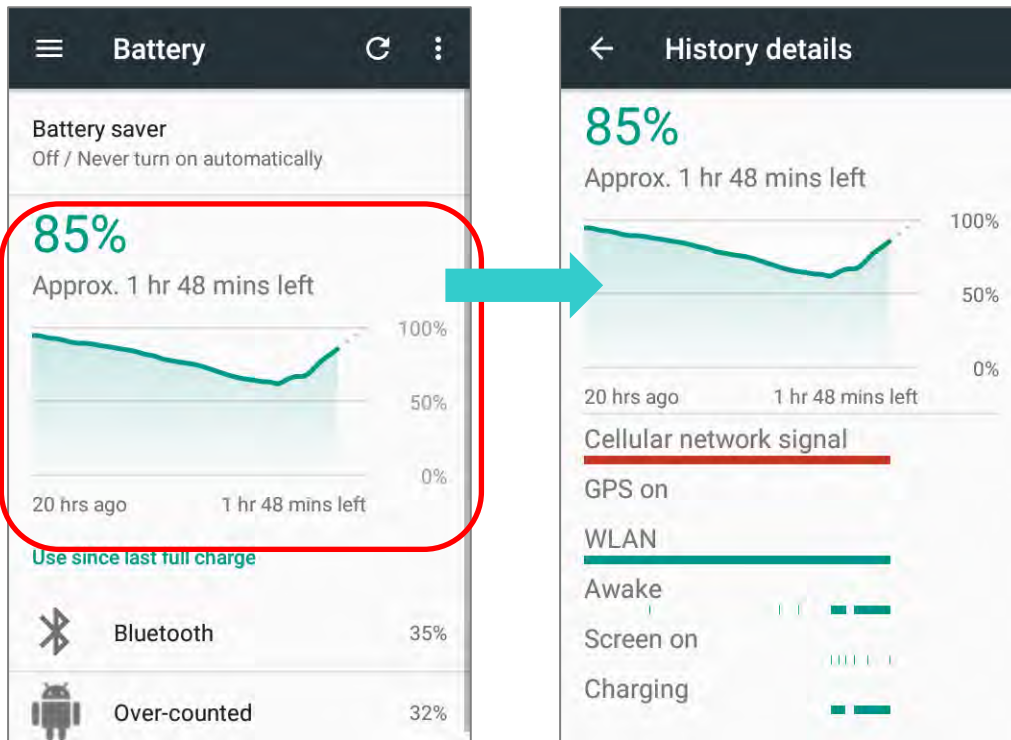 Battery
Battery saver
Off / Never turn on automatically
85%
Approx. 1 hr 48 mins left
100%
50%
0%
20 hrs ago 1 hr 48 mins left
Use since last full charge
Bluetooth 35%
Over-counted 32%
History details
85%
Approx. 1 hr 48 mins left
100%
50%
0%
20 hrs ago 1 hr 48 mins left
Cellular network signal
GPS on
WLAN
Awake
Screen on
Charging